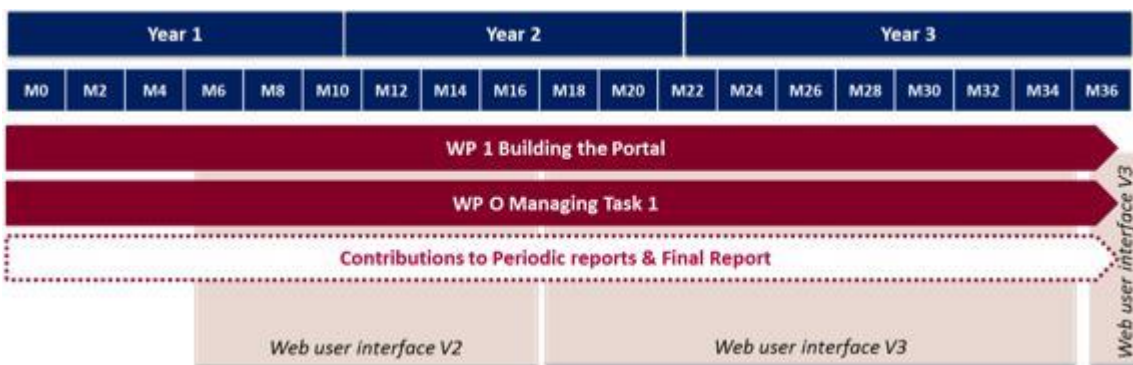 Year 1 Year 2 Year 3
M0 M2 M4 M6 M8 M10 M12 M14 M16 M18 M20 M22 M24 M26 M28 M30 M32 M34 M36
WP 1 Building the Portal
WP O Managing Task 1
Contributions to Periodic reports & Final Report
Web user interface V2
Web user interface V3
Web user interface V3